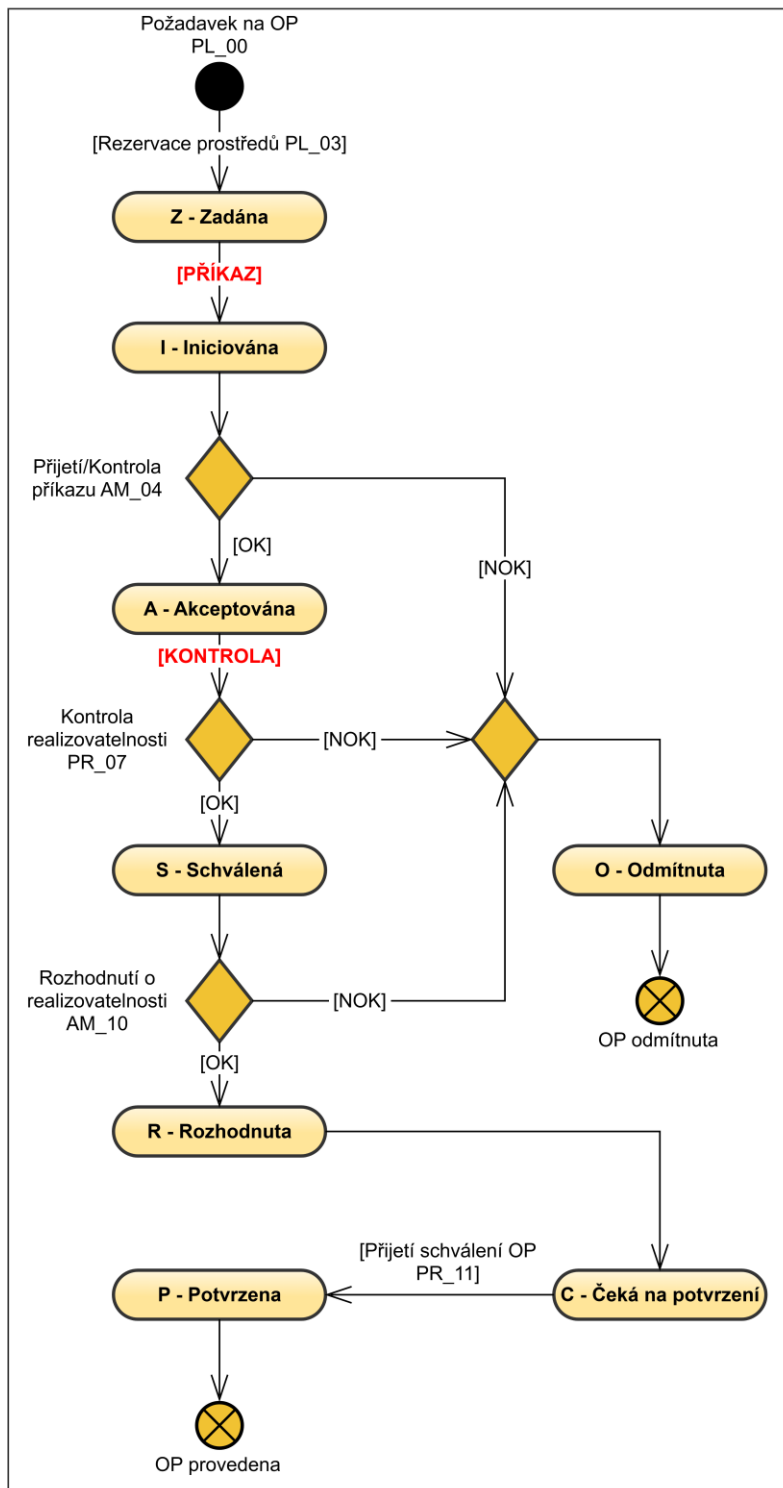 Požadavek na OP
PL_00
[Rezervace prostředů PL_03]
Z - Zadána
[PŘÍKAZ]
I - Iniciována
Přijetí/Kontrola
příkazu AM_04
[OK]
[NOK]
A - Akceptována
[KONTROLA]
Kontrola
realizovatelnosti
PR_07
[NOK]
[OK]
S - Schválená
O - Odmítnuta
Rozhodnutí o
realizovatelnosti
AM_10
[NOK]
OP odmítnuta
[OK]
R - Rozhodnuta
[Přijetí schválení OP
PR_11]
P - Potvrzena
C - Čeká na potvrzení
OP provedena